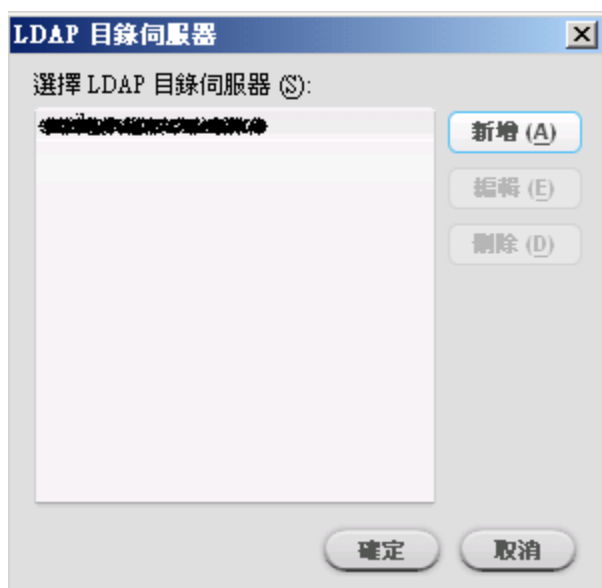 LDAP 目錄伺服器
選擇 LDAP 目錄伺服器 (S):
新增 (A)
編輯 (E)
刪除 (D)
確定
取消